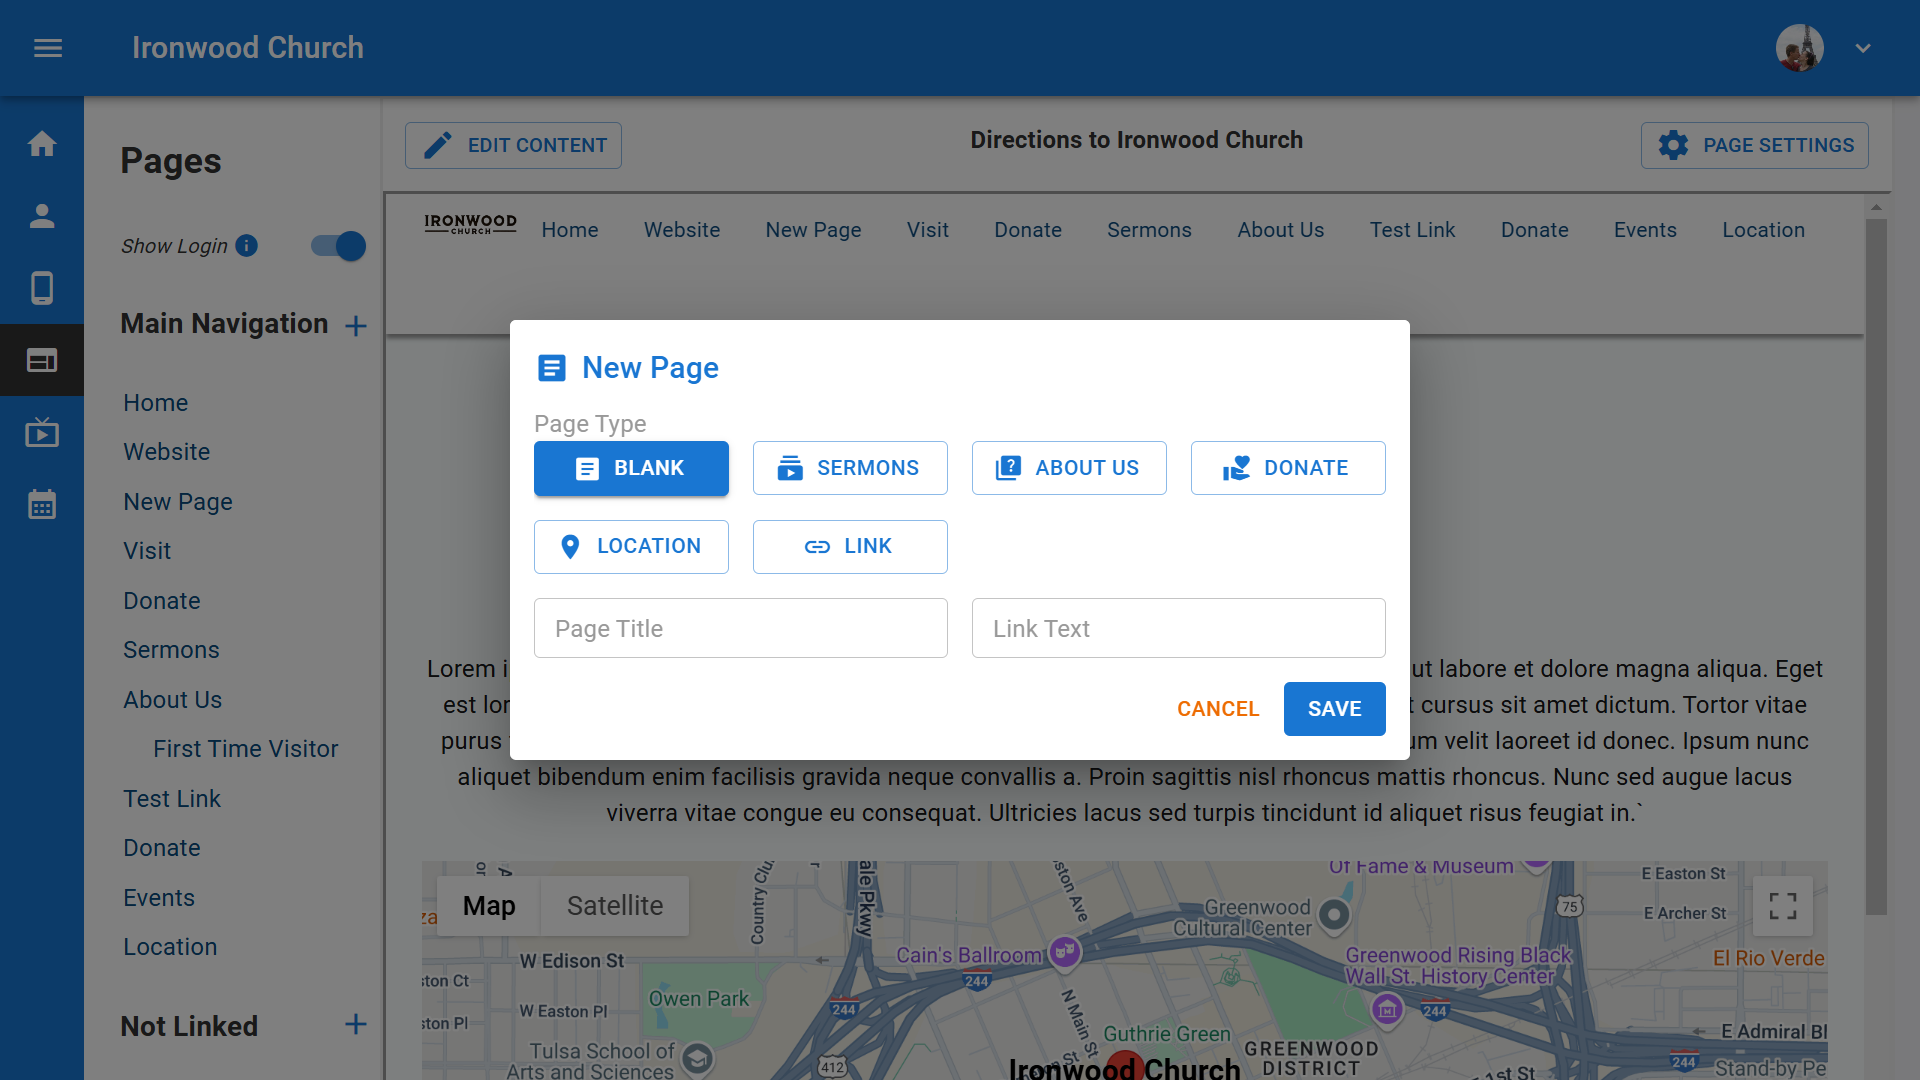 Ironwood Church
Pages
Show Login
Main Navigation
Home
Website
New Page
Visit
Donate
Sermons
About Us
First Time Visitor
Test Link
Donate
Events
Location
Not Linked
EDIT CONTENT
Directions to Ironwood Church
PAGE SETTINGS
IRONWOOD
CHURCH
Home Website New Page Visit Donate Sermons About Us Test Link Donate Events Location
New Page
Page Type
BLANK SERMONS ABOUT US DONATE
LOCATION LINK
Page Title Link Text
CANCEL SAVE
Lorem ut labore et dolore magna aliqua. Eget
est cursus sit amet dictum. Tortor vitae
purus velit laoreet id donec. Ipsum nunc
aliquet bibendum enim facilisis gravida neque convallis a. Proin sagittis nisl rhoncus mattis rhoncus. Nunc sed augue lacus
viverra vitae congue eu consequat. Ultricies lacus sed turpis tincidunt id aliquet risus feugiat in.`
Map Satellite
Of Fame & Museum
E Easton St
75
E Archer St
Greenwood
Cultural Center
Cain's Ballroom
W Edison St
Greenwood Rising Black
Wall St. History Center
El Rio Verde
244
Owen Park
W Easton Pl
244
244
N Main St
Guthrie Green
E Admiral Bl
GREENWOOD
DISTRICT
Tulsa School of
Arts and Sciences
412
Ironwood Church
244
Stand-by Pe